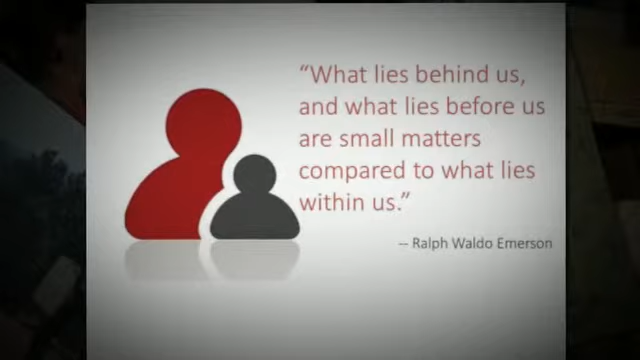 “What lies behind us,
and what lies before us
are small matters
compared to what lies
within us.”
-- Ralph Waldo Emerson